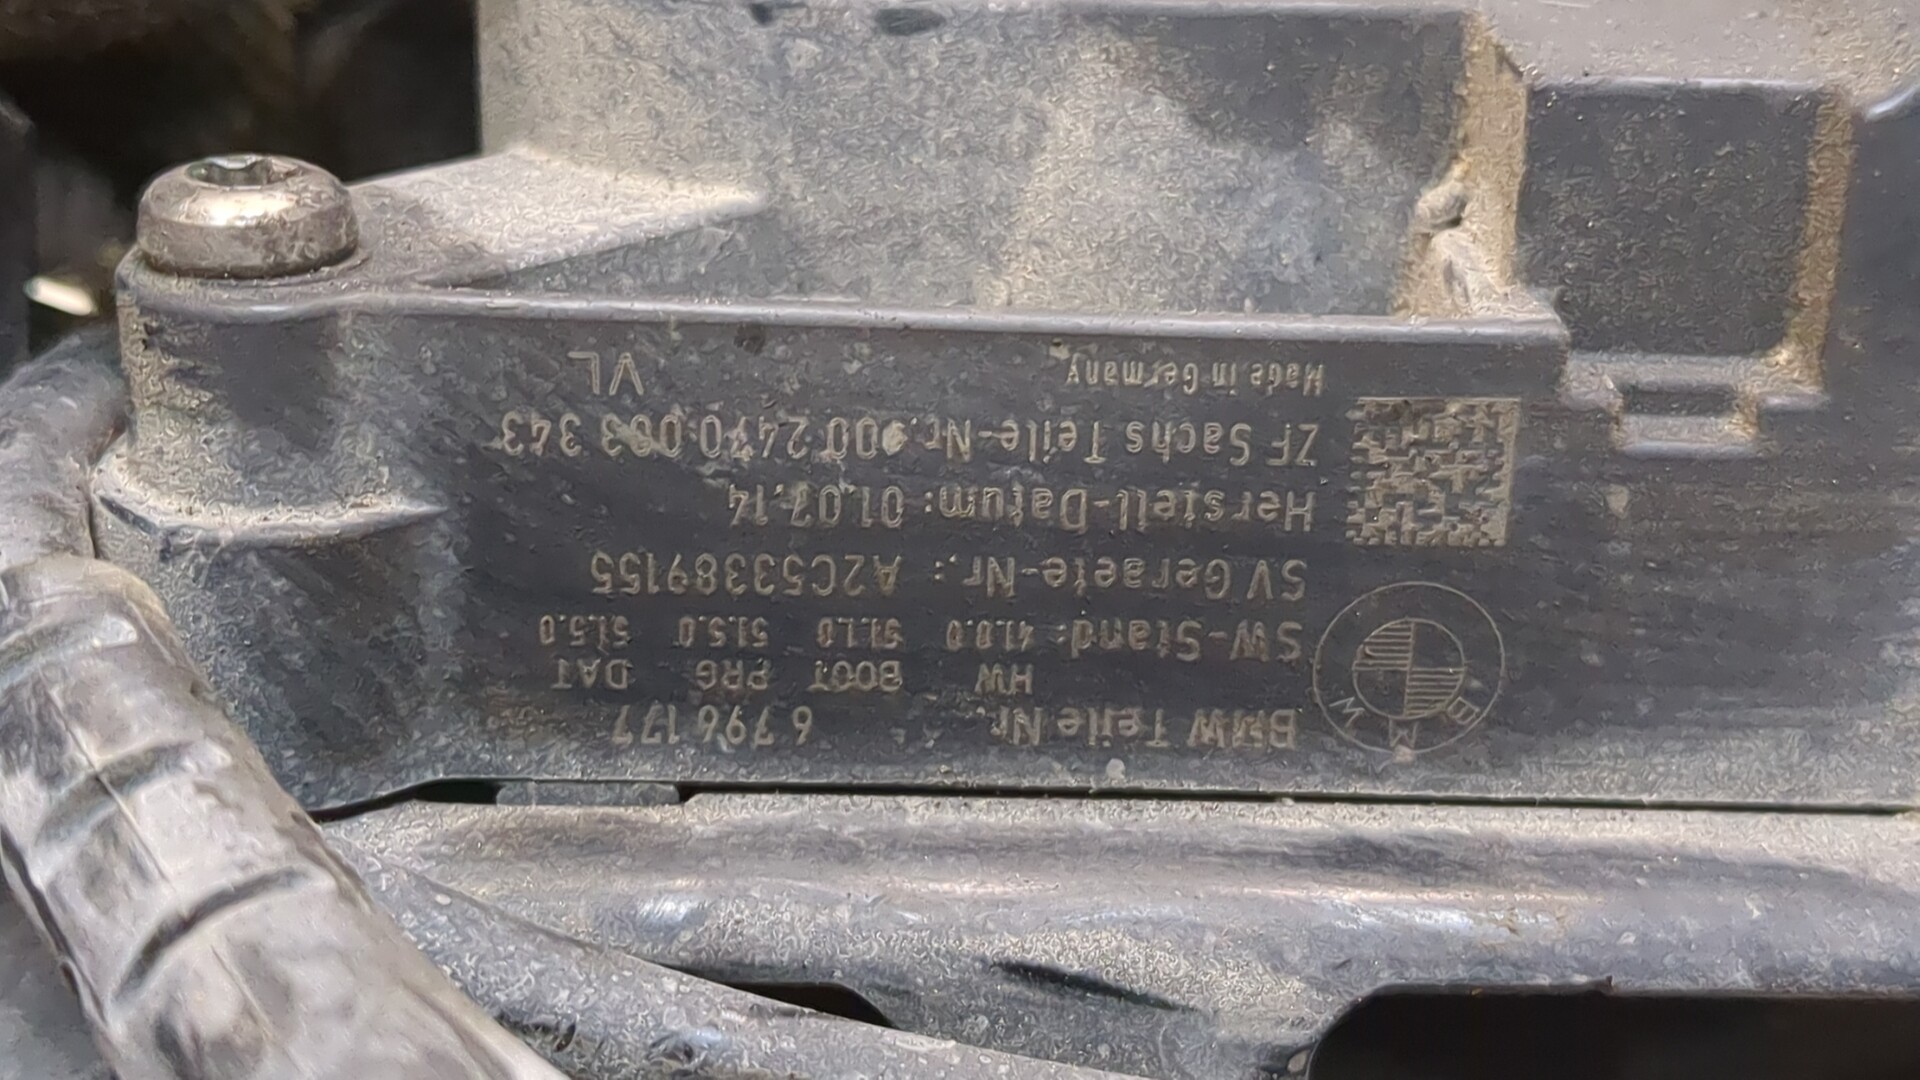 BMW
BMW Teile Nr. 6 796 177
HW BOOT PRG DAT
SW-Stand: 41.0.0 51.1.0 51.5.0 51.5.0
SV Geraete-Nr.: A2C53389155
Herstell-Datum: 01.07.14
ZF Sachs Teile-Nr. 2470 003 343
Made in Germany VL